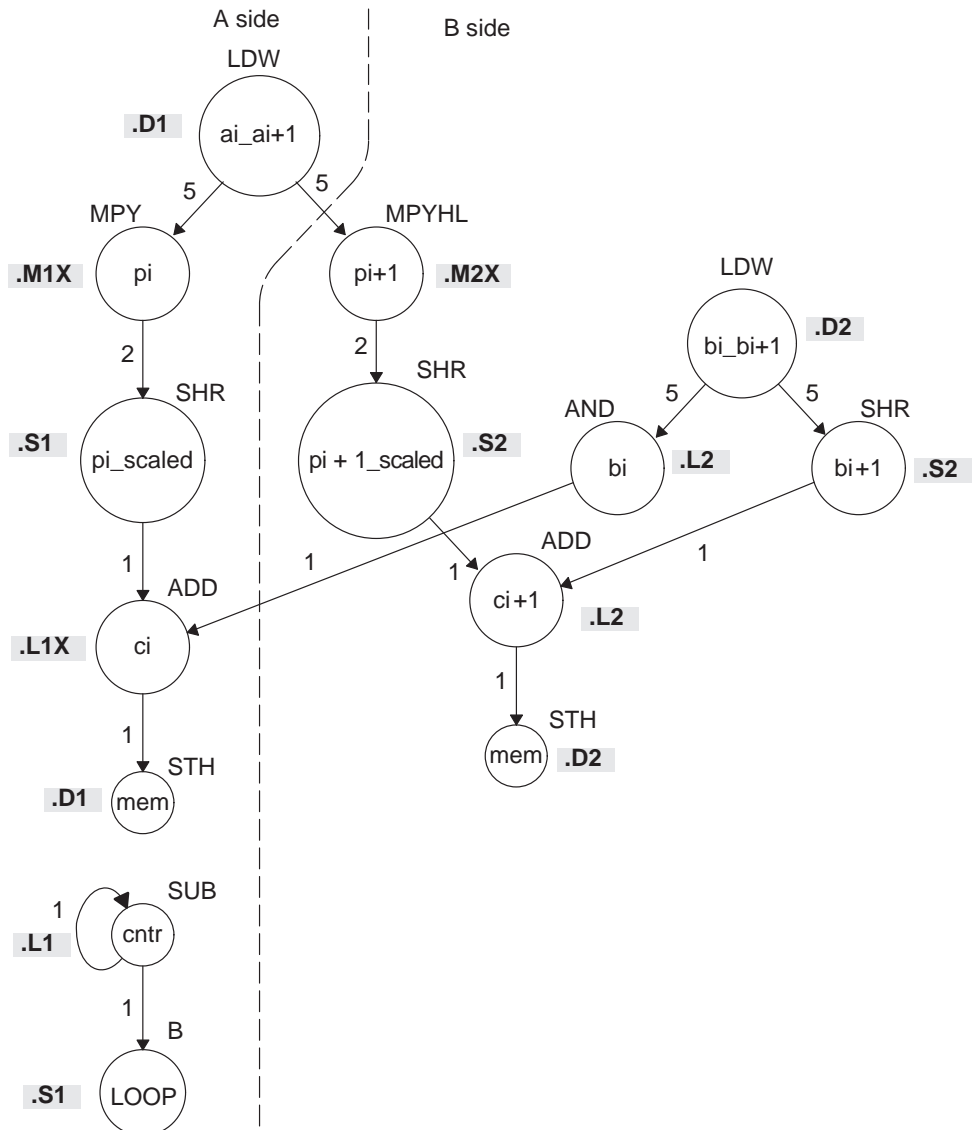 A side
B side
LDW
.D1
ai_ai+1
5
5
MPY
MPYHL
.M1X
pi
pi+1
.M2X
LDW
.D2
bi_bi+1
2
2
SHR
SHR
5
5
AND
SHR
.S1
pi_scaled
pi + 1_scaled
.S2
bi
.L2
bi+1
.S2
1
ADD
1
1
ADD
1
.L1X
ci
ci+1
.L2
1
STH
1
STH
.D1
mem
mem
.D2
SUB
1
.L1
cntr
1
B
.S1
LOOP